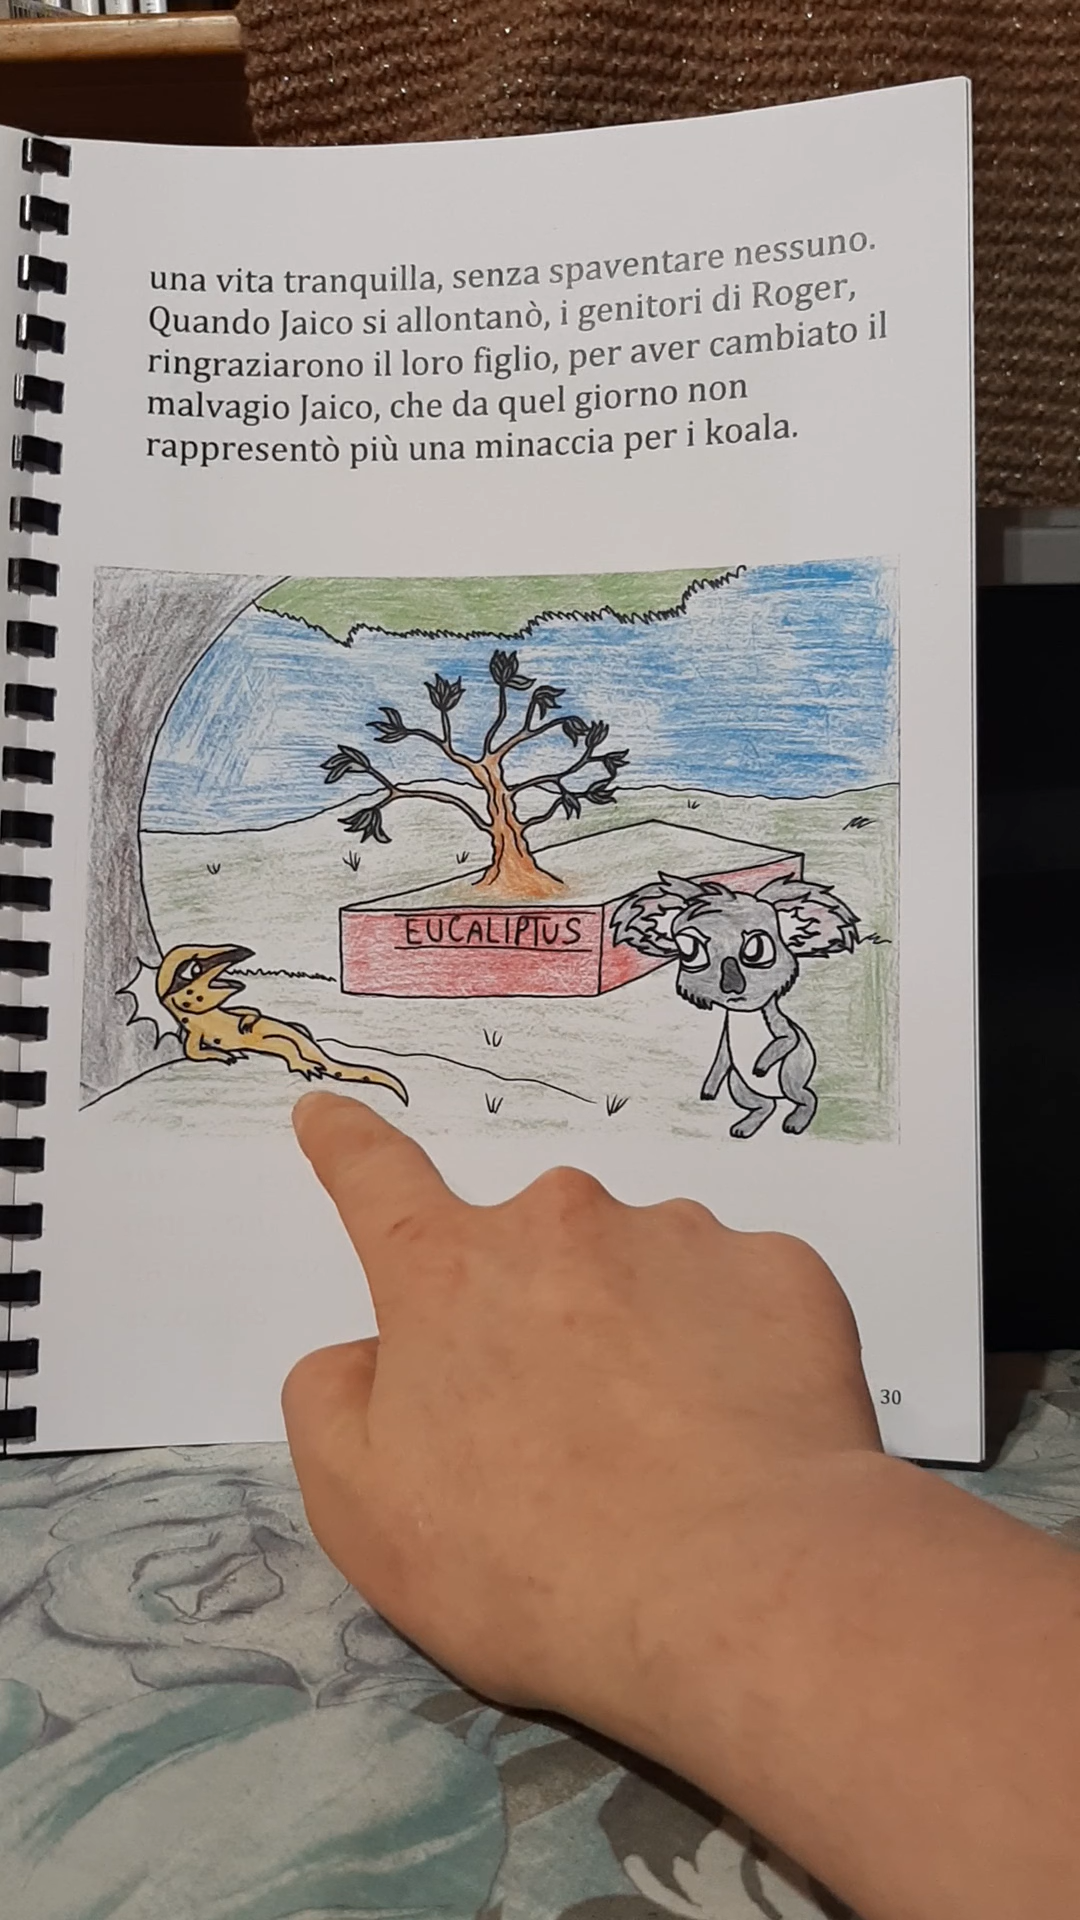 una vita tranquilla, senza spaventare nessuno.
Quando Jaico si allontanò, i genitori di Roger,
ringraziarono il loro figlio, per aver cambiato il
malvagio Jaico, che da quel giorno non
rappresentò più una minaccia per i koala.
EUCALIPTUS
30